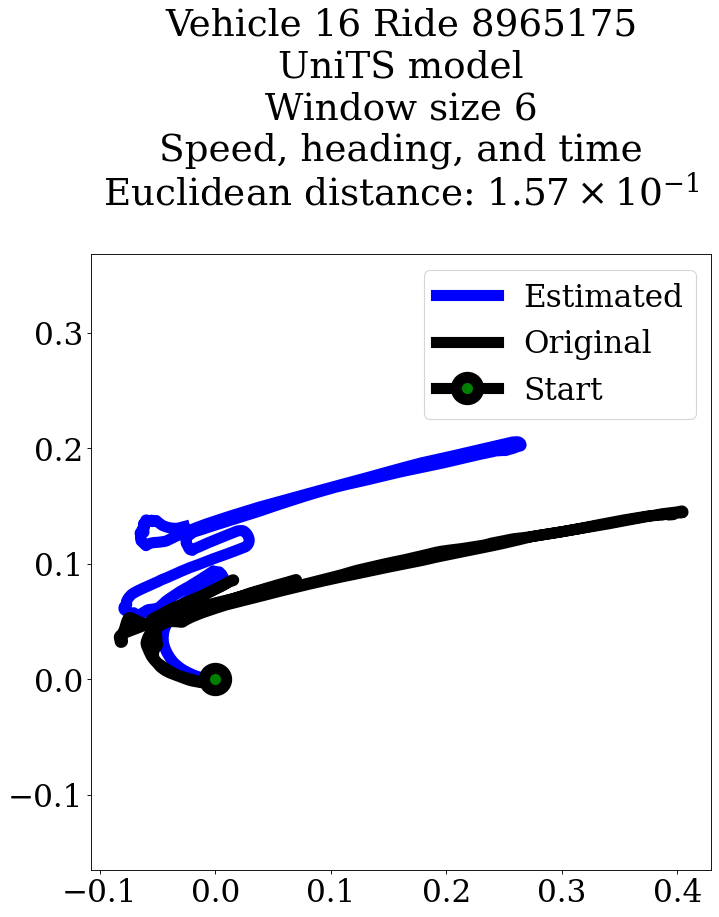 Vehicle 16 Ride 8965175
UniTS model
Window size 6
Speed, heading, and time
Euclidean distance: 1.57 × 10⁻¹
Estimated
Original
Start
0.3
0.2
0.1
0.0
−0.1
−0.1 0.0 0.1 0.2 0.3 0.4